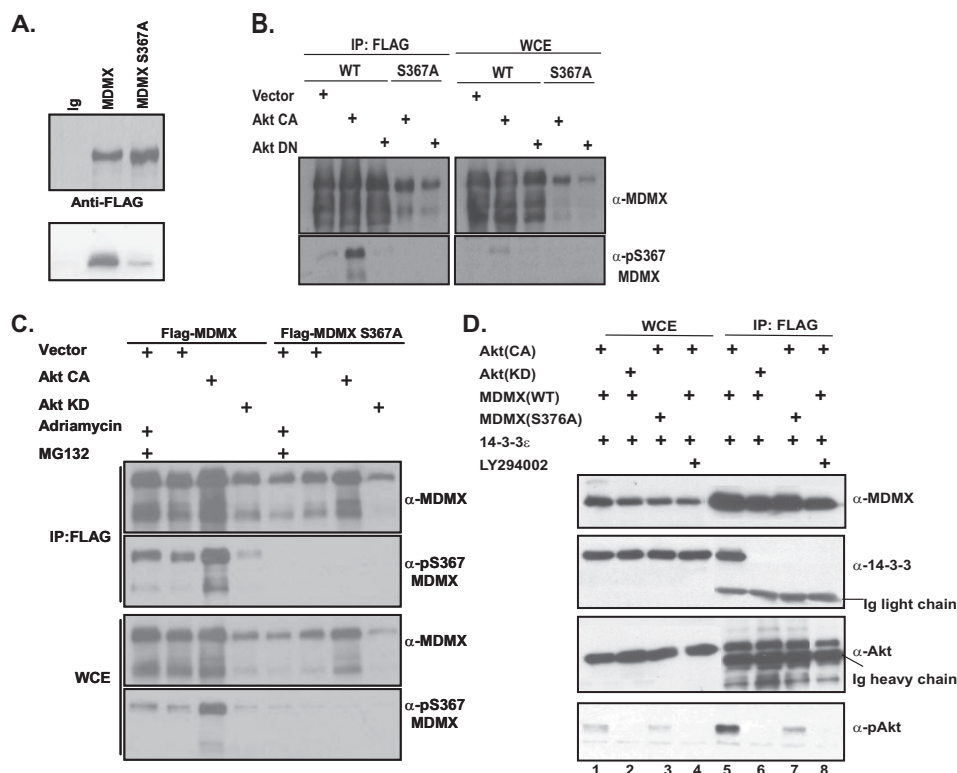 A.
Ig
MDMX
MDMX S367A
Anti-FLAG
B.
IP: FLAG
WCE
WT
S367A
WT
S367A
Vector
+
+
Akt CA
+
+
+
+
Akt DN
+
+
+
+
α-MDMX
α-pS367
MDMX
C.
Flag-MDMX
Flag-MDMX S367A
Vector
+
+
+
+
Akt CA
+
+
Akt KD
+
+
Adriamycin
+
+
MG132
+
+
IP:FLAG
α-MDMX
α-pS367
MDMX
WCE
α-MDMX
α-pS367
MDMX
D.
WCE
IP: FLAG
Akt(CA)
+
+
+
+
+
+
Akt(KD)
+
+
MDMX(WT)
+
+
+
+
+
+
MDMX(S376A)
+
+
14-3-3ε
+
+
+
+
+
+
+
+
LY294002
+
+
α-MDMX
α-14-3-3
Ig light chain
α-Akt
Ig heavy chain
α-pAkt
1 2 3 4 5 6 7 8